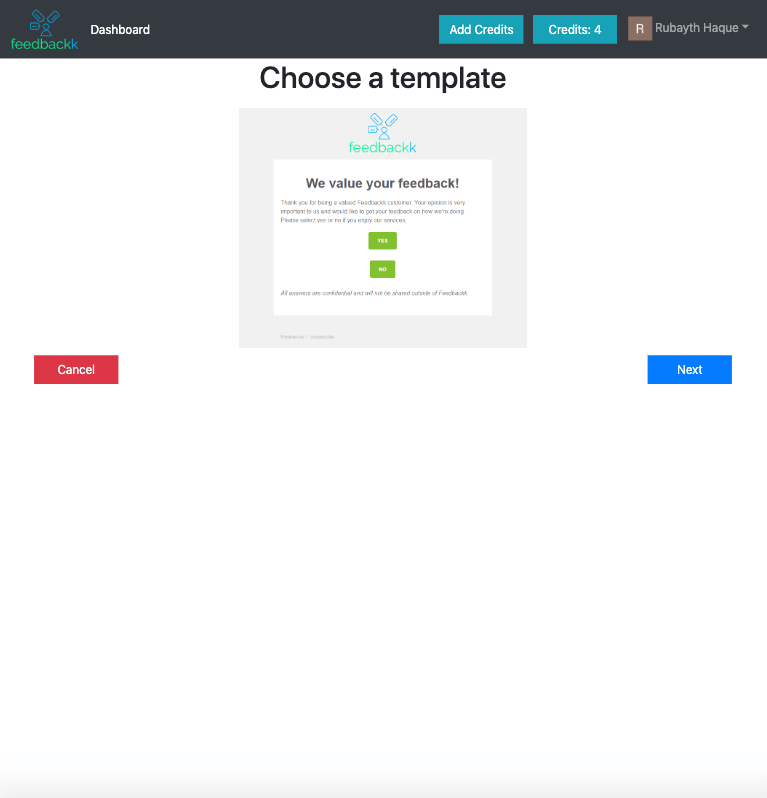 feedbackk
Dashboard
Add Credits
Credits: 4
R
Rubayth Haque
Choose a template
feedbackk
We value your feedback!
Thank you for being a valued Feedbackk customer. Your opinion is very
important to us and would like to get your feedback on how we're doing.
Please select yes or no if you enjoy our services.
YES
NO
All answers are confidential and will not be shared outside of Feedbackk.
Preferences | Unsubscribe
Cancel
Next